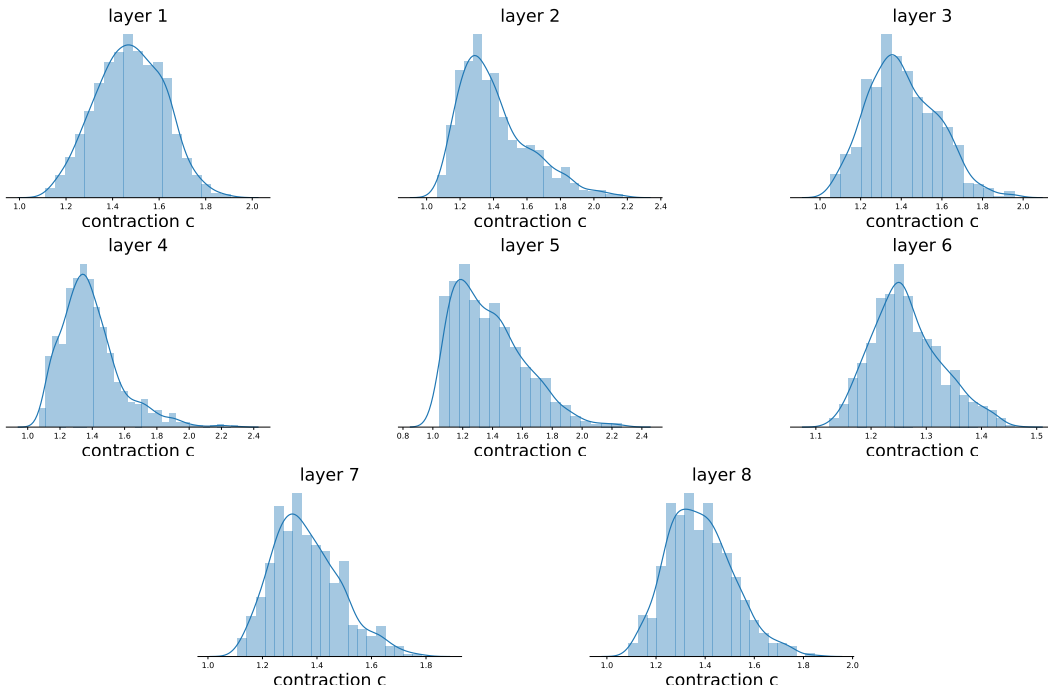 layer 1
layer 2
layer 3
1.0 1.2 1.4 1.6 1.8 2.0
1.0 1.2 1.4 1.6 1.8 2.0 2.2 2.4
1.0 1.2 1.4 1.6 1.8 2.0
contraction c
contraction c
contraction c
layer 4
layer 5
layer 6
1.0 1.2 1.4 1.6 1.8 2.0 2.2 2.4
0.8 1.0 1.2 1.4 1.6 1.8 2.0 2.2 2.4
1.1 1.2 1.3 1.4 1.5
contraction c
contraction c
contraction c
layer 7
layer 8
1.0 1.2 1.4 1.6 1.8
1.0 1.2 1.4 1.6 1.8 2.0
contraction c
contraction c